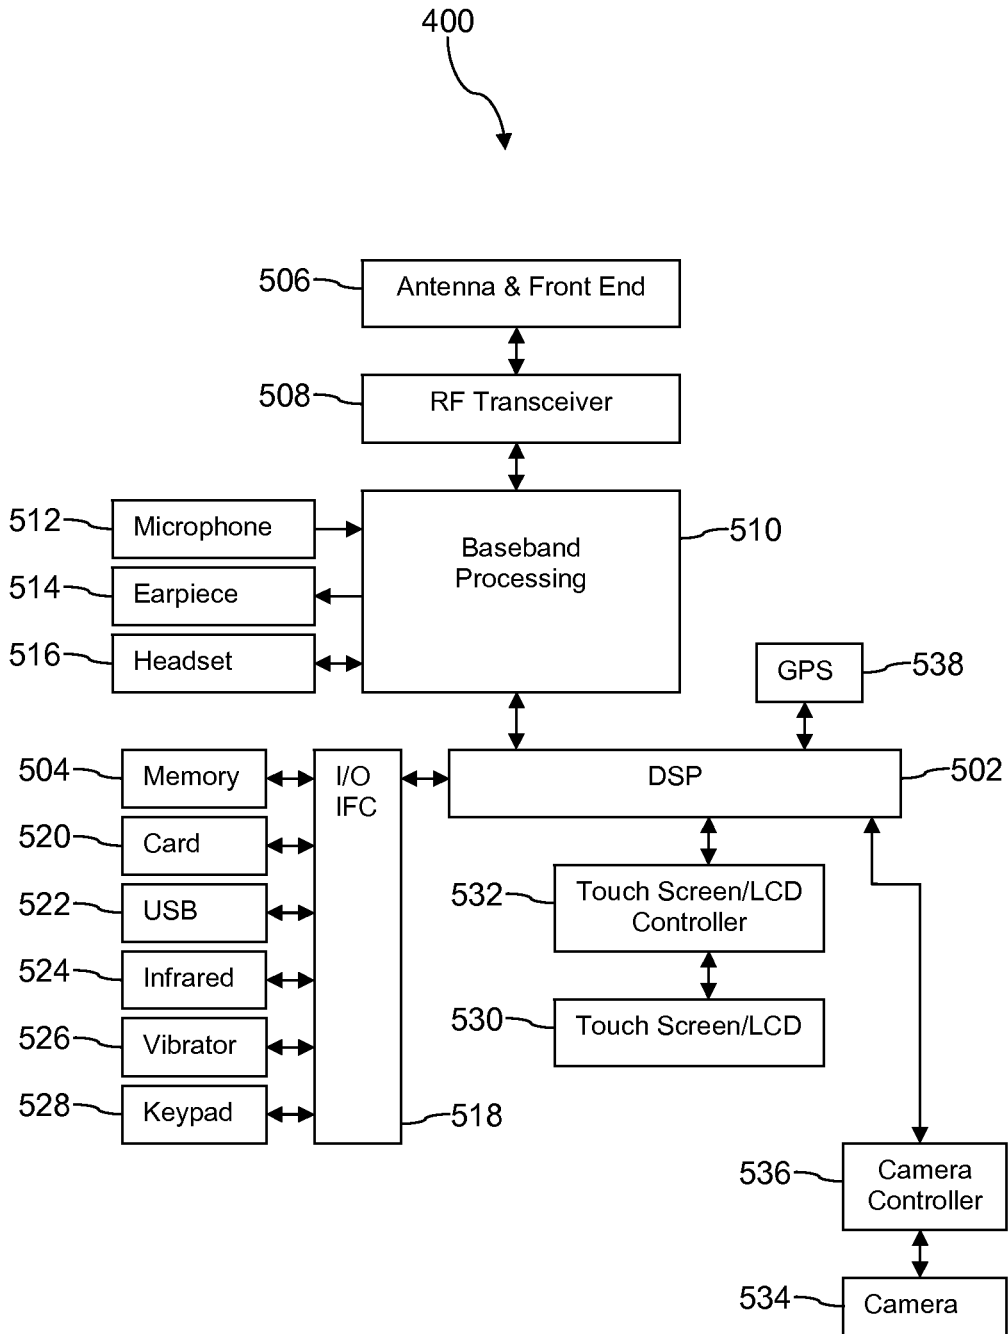 400
506
Antenna & Front End
508
RF Transceiver
512
Microphone
510
Baseband
Processing
514
Earpiece
516
Headset
538
GPS
504
Memory
I/O
IFC
DSP
502
520
Card
522
USB
532
Touch Screen/LCD
Controller
524
Infrared
530
Touch Screen/LCD
526
Vibrator
528
Keypad
518
536
Camera
Controller
534
Camera